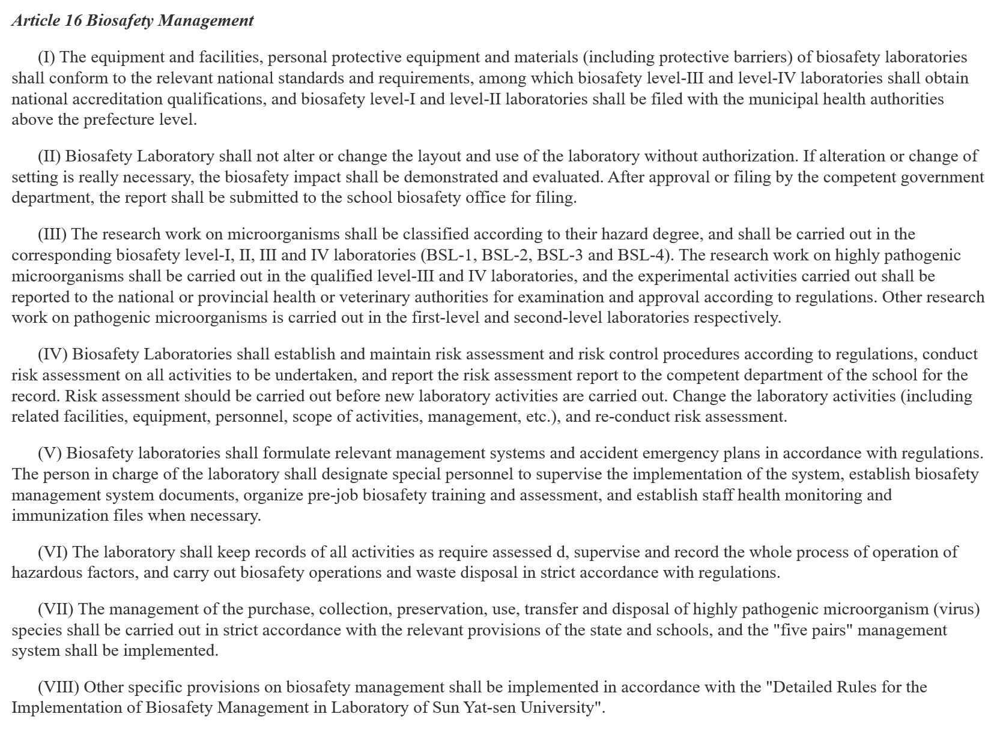 Article 16 Biosafety Management
(I) The equipment and facilities, personal protective equipment and materials (including protective barriers) of biosafety laboratories
shall conform to the relevant national standards and requirements, among which biosafety level-III and level-IV laboratories shall obtain
national accreditation qualifications, and biosafety level-I and level-II laboratories shall be filed with the municipal health authorities
above the prefecture level.
(II) Biosafety Laboratory shall not alter or change the layout and use of the laboratory without authorization. If alteration or change of
setting is really necessary, the biosafety impact shall be demonstrated and evaluated. After approval or filing by the competent government
department, the report shall be submitted to the school biosafety office for filing.
(III) The research work on microorganisms shall be classified according to their hazard degree, and shall be carried out in the
corresponding biosafety level-I, II, III and IV laboratories (BSL-1, BSL-2, BSL-3 and BSL-4). The research work on highly pathogenic
microorganisms shall be carried out in the qualified level-III and IV laboratories, and the experimental activities carried out shall be
reported to the national or provincial health or veterinary authorities for examination and approval according to regulations. Other research
work on pathogenic microorganisms is carried out in the first-level and second-level laboratories respectively.
(IV) Biosafety Laboratories shall establish and maintain risk assessment and risk control procedures according to regulations, conduct
risk assessment on all activities to be undertaken, and report the risk assessment report to the competent department of the school for the
record. Risk assessment should be carried out before new laboratory activities are carried out. Change the laboratory activities (including
related facilities, equipment, personnel, scope of activities, management, etc.), and re-conduct risk assessment.
(V) Biosafety laboratories shall formulate relevant management systems and accident emergency plans in accordance with regulations.
The person in charge of the laboratory shall designate special personnel to supervise the implementation of the system, establish biosafety
management system documents, organize pre-job biosafety training and assessment, and establish staff health monitoring and
immunization files when necessary.
(VI) The laboratory shall keep records of all activities as require assessed d, supervise and record the whole process of operation of
hazardous factors, and carry out biosafety operations and waste disposal in strict accordance with regulations.
(VII) The management of the purchase, collection, preservation, use, transfer and disposal of highly pathogenic microorganism (virus)
species shall be carried out in strict accordance with the relevant provisions of the state and schools, and the "five pairs" management
system shall be implemented.
(VIII) Other specific provisions on biosafety management shall be implemented in accordance with the "Detailed Rules for the
Implementation of Biosafety Management in Laboratory of Sun Yat-sen University".